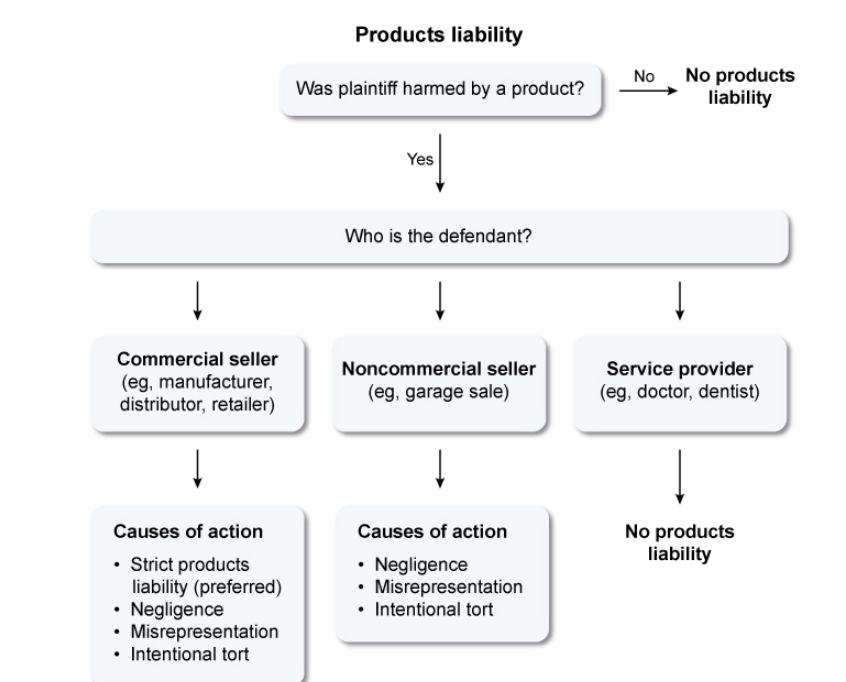 Products liability
Was plaintiff harmed by a product?
No
No products
liability
Yes
Who is the defendant?
Commercial seller
(eg, manufacturer,
distributor, retailer)
Noncommercial seller
(eg, garage sale)
Service provider
(eg, doctor, dentist)
Causes of action
• Strict products
liability (preferred)
• Negligence
• Misrepresentation
• Intentional tort
Causes of action
• Negligence
• Misrepresentation
• Intentional tort
No products
liability